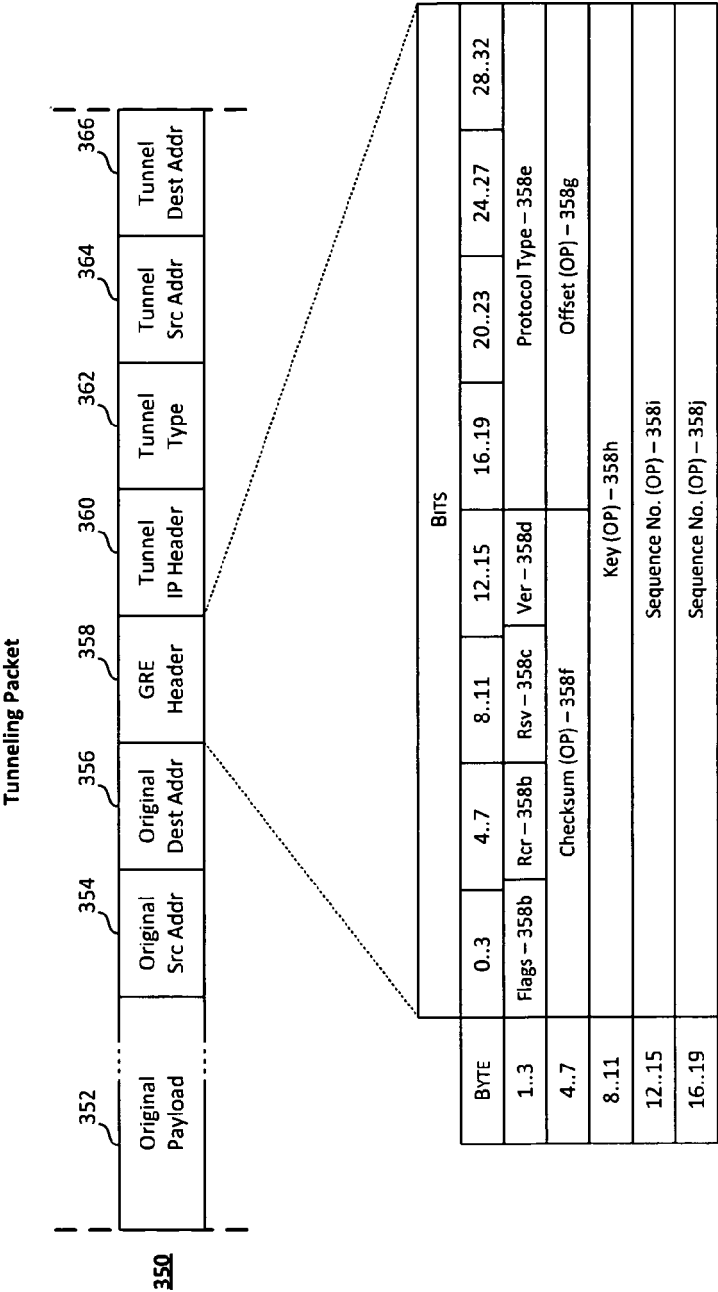 Tunneling Packet
350
352
354
356
358
360
362
364
366
Original
Payload
Original
Src Addr
Original
Dest Addr
GRE
Header
Tunnel
IP Header
Tunnel
Type
Tunnel
Src Addr
Tunnel
Dest Addr
BITS
BYTE
0..3
4..7
8..11
12..15
16..19
20..23
24..27
28..32
1..3
Flags – 358b
Rcr – 358b
Rsv – 358c
Ver – 358d
Protocol Type – 358e
4..7
Checksum (OP) – 358f
Offset (OP) – 358g
8..11
Key (OP) – 358h
12..15
Sequence No. (OP) – 358i
16..19
Sequence No. (OP) – 358j